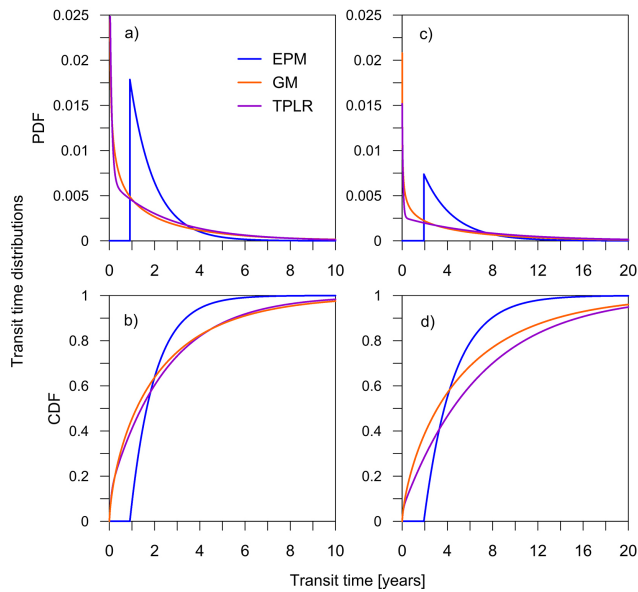 0.025
0.02
0.015
0.01
0.005
0
a)
EPM
GM
TPLR
0 2 4 6 8 10
PDF
0.025
0.02
0.015
0.01
0.005
0
c)
0 4 8 12 16 20
Transit time distributions
1
0.8
0.6
0.4
0.2
0
b)
0 2 4 6 8 10
CDF
1
0.8
0.6
0.4
0.2
0
d)
0 4 8 12 16 20
Transit time [years]